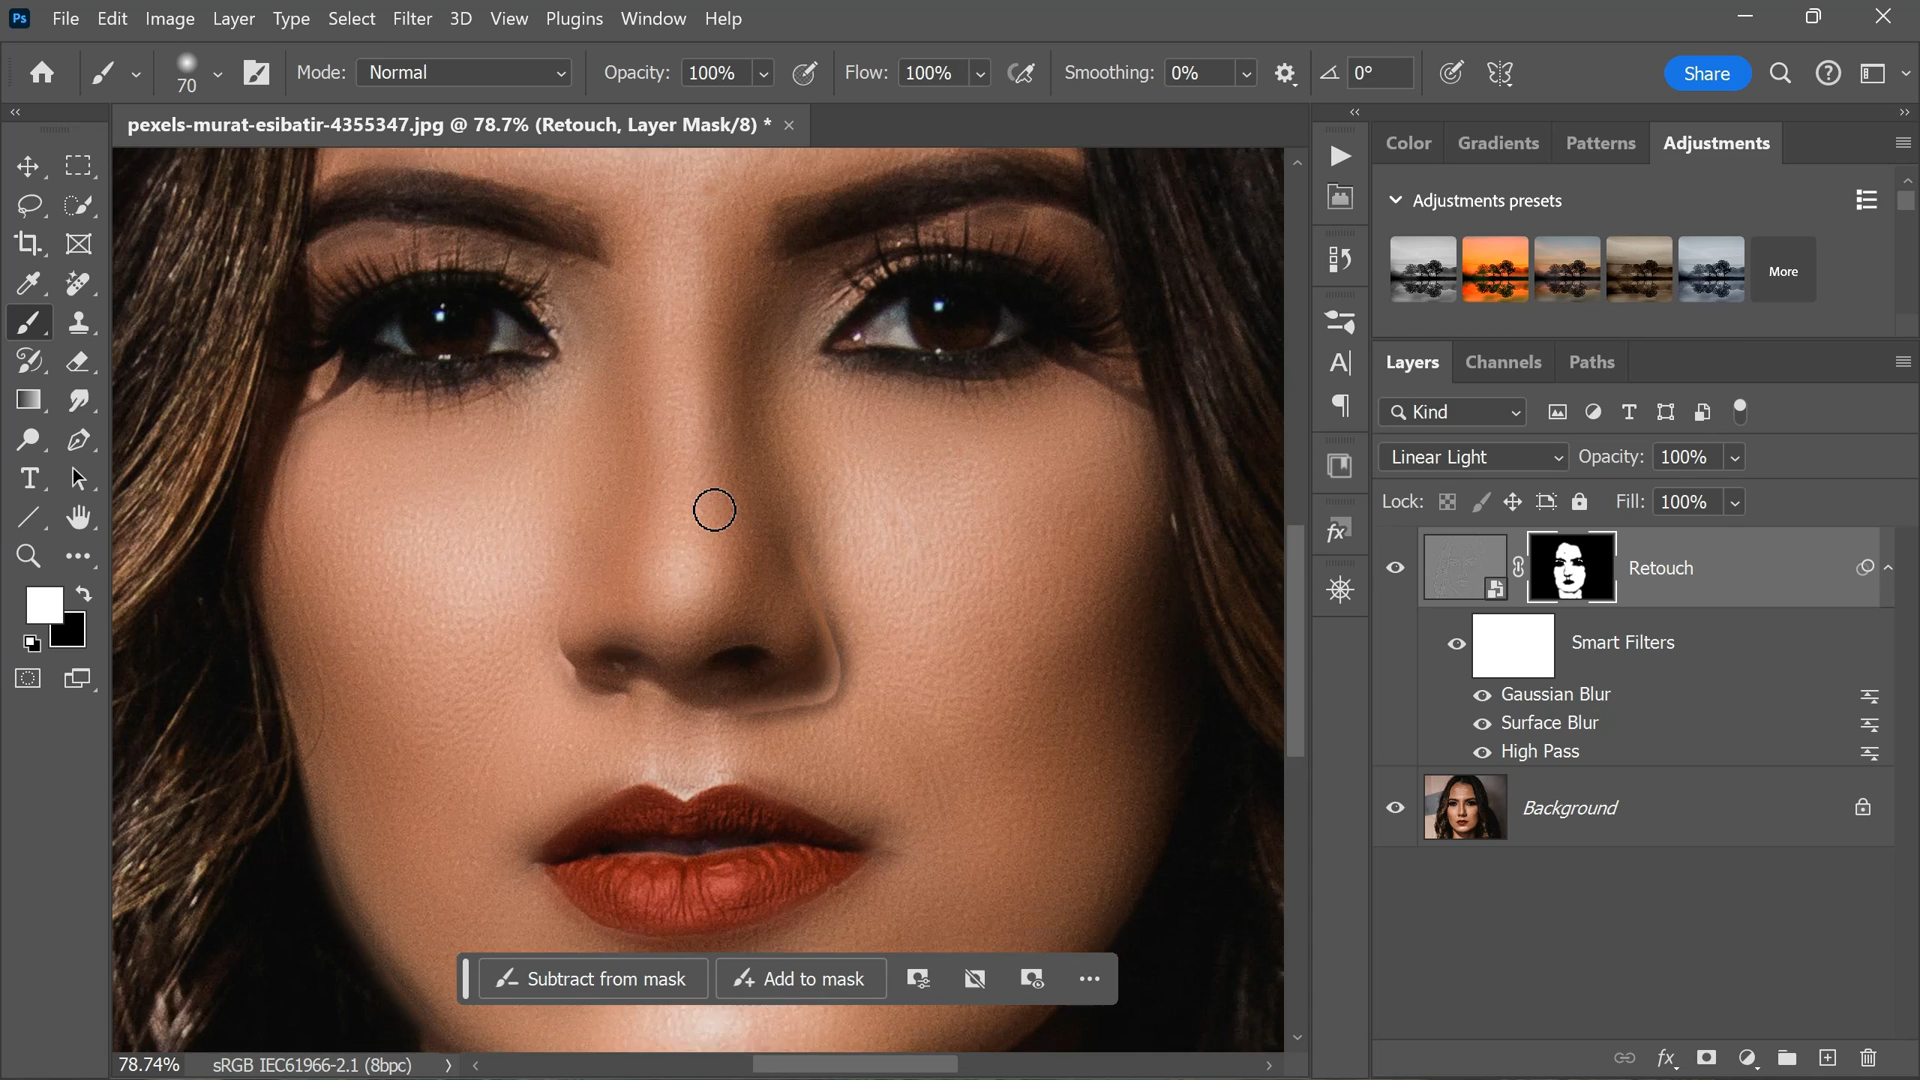 Ps File Edit Image Layer Type Select Filter 3D View Plugins Window Help
70 Mode: Normal Opacity: 100% Flow: 100% Smoothing: 0% 0° Share
pexels-murat-esibatir-4355347.jpg @ 78.7% (Retouch, Layer Mask/8) *
Color Gradients Patterns Adjustments
Adjustments presets
More
Layers Channels Paths
Kind
Linear Light Opacity: 100%
Lock: Fill: 100%
Retouch
Smart Filters
Gaussian Blur
Surface Blur
High Pass
Background
Subtract from mask Add to mask
78.74% sRGB IEC61966-2.1 (8bpc)